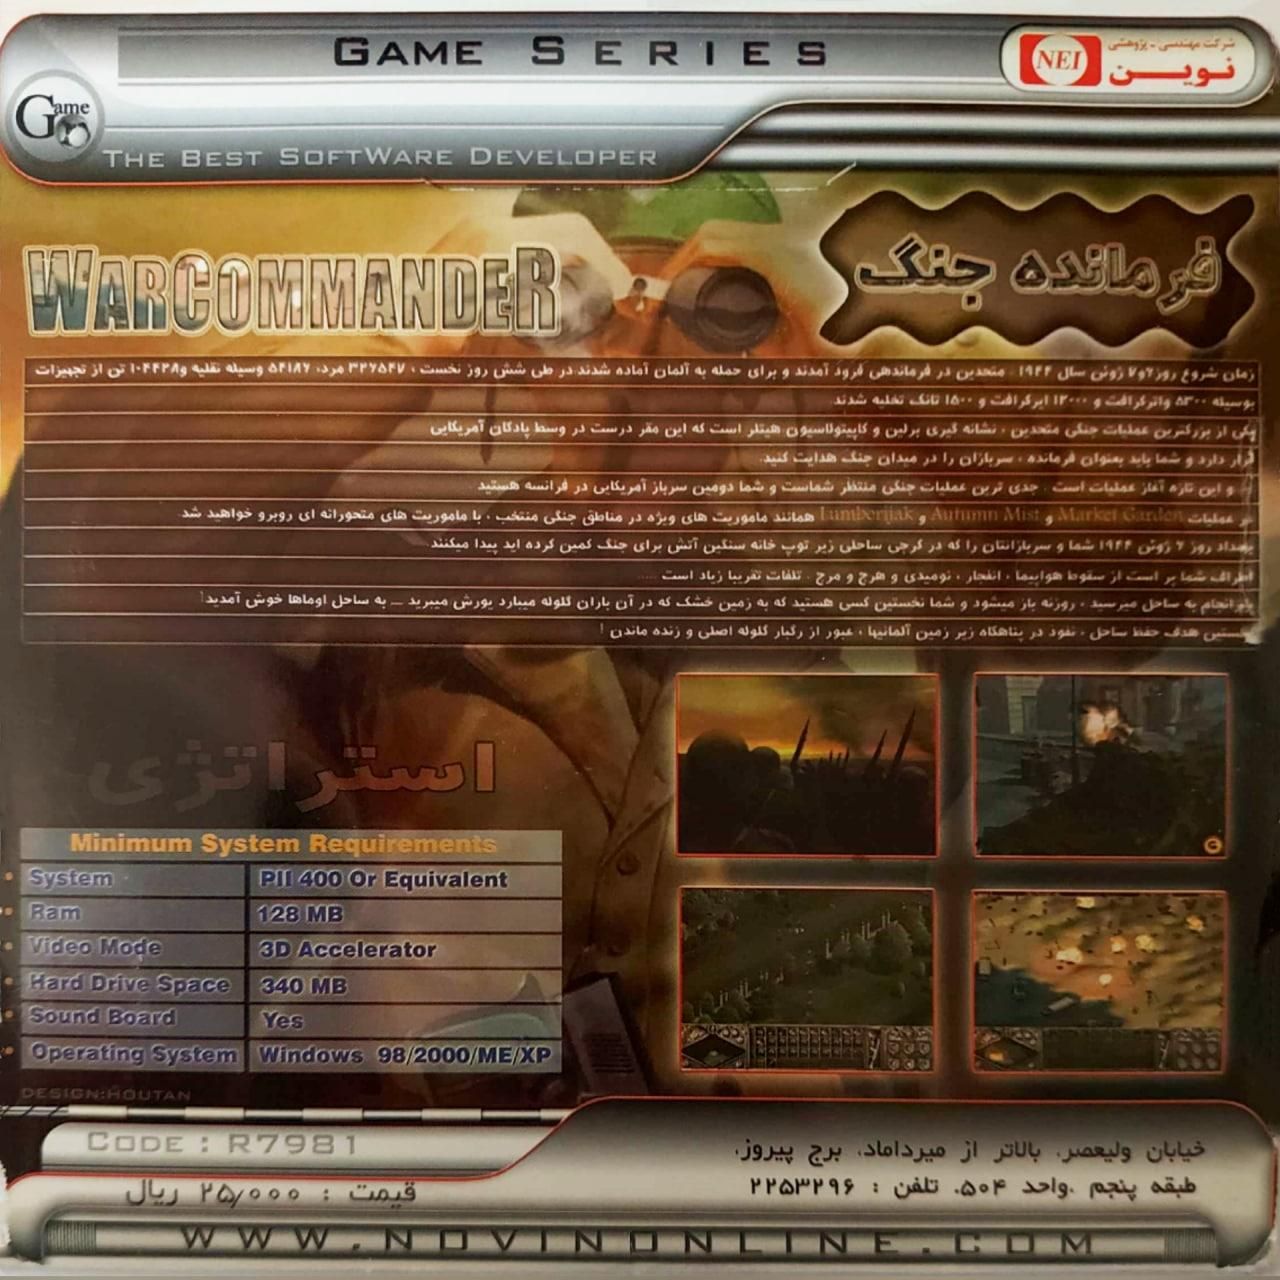 GAME SERIES
شرکت مهندسی - پژوهشی
NEI نویـن
Game
THE BEST SOFTWARE DEVELOPER
WARCOMMANDER
فرمانده جنگ
زمان شروع روز ۶و۷ ژوئن سال ۱۹۴۴ . متحدین در فرماندهی فرود آمدند و برای حمله به آلمان آماده شدند.در طی شش روز نخست ، ۳۲۶۵۴۷ مرد، ۵۴۱۸۶ وسیله نقلیه و۱۰۴۴۲۸ تن از تجهیزات
بوسیله ۵۳۰۰ واترکرافت و ۱۲۰۰۰ ایرکرافت و ۱۵۰۰ تانک تخلیه شدند.
یکی از بزرگترین عملیات جنگی متحدین ، نشانه گیری برلین و کاپیتولاسیون هیتلر است که این مقر درست در وسط پادگان آمریکایی
قرار دارد و شما باید بعنوان فرمانده ، سربازان را در میدان جنگ هدایت کنید.
و این تازه آغاز عملیات است . جدی ترین عملیات جنگی منتظر شماست و شما دومین سرباز آمریکایی در فرانسه هستید
در عملیات Market Garden و Autumn Mist و Lumberjjak همانند ماموریت های ویژه در مناطق جنگی منتخب ، با ماموریت های متحورانه ای روبرو خواهید شد
بامداد روز ۶ ژوئن ۱۹۴۴ شما و سربازانتان را که در کرجی ساحلی زیر توپ خانه سنگین آتش برای جنگ کمین کرده اید پیدا میکنند.
اطراف شما پر است از سقوط هواپیما ، انفجار ، نومیدی و هرج و مرج . تلفات تقریبا زیاد است .....
سرانجام به ساحل میرسید ، روزنه باز میشود و شما نخستین کسی هستید که به زمین خشک که در آن باران گلوله میبارد یورش میبرید ـــ به ساحل اوماها خوش آمدید!
نخستین هدف حفظ ساحل ، نفوذ در پناهگاه زیر زمین آلمانیها ، عبور از رگبار گلوله اصلی و زنده ماندن !
استراتژی
Minimum System Requirements
System PII 400 Or Equivalent
Ram 128 MB
Video Mode 3D Accelerator
Hard Drive Space 340 MB
Sound Board Yes
Operating System Windows 98/2000/ME/XP
DESIGN:HOUTAN
CODE : R7981
قیمت : ۲۵/۰۰۰ ریال
خیابان ولیعصر، بالاتر از میرداماد، برج پیروز،
طبقه پنجم ،واحد ۵۰۴، تلفن : ۲۲۵۳۲۹۶
WWW.NOVINONLINE.COM